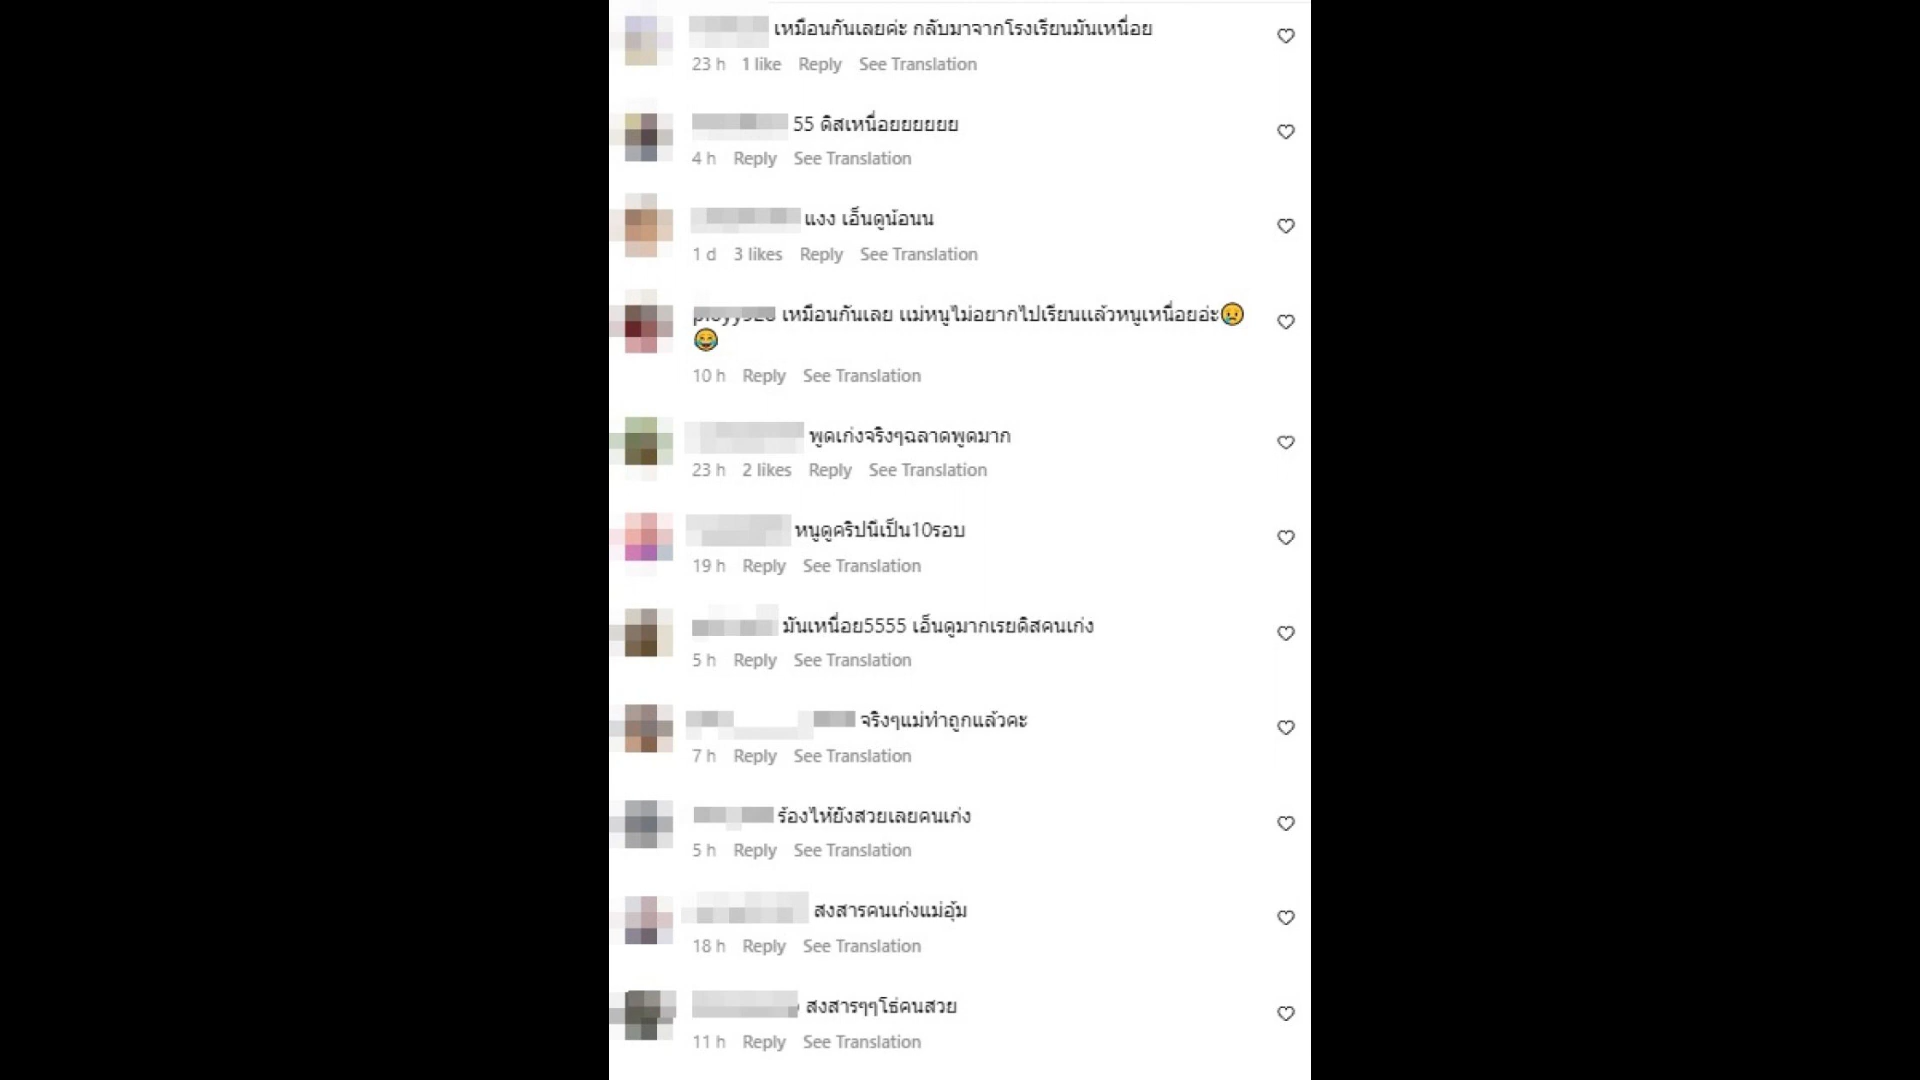 เหมือนกันเลยค่ะ กลับมาจากโรงเรียนมันเหนื่อย
23 h 1 like Reply See Translation
55 ดิสเหนื่อยยยยยย
4 h Reply See Translation
แงง เอ็นดูน้อนน
1 d 3 likes Reply See Translation
เหมือนกันเลย แม่หนูไม่อยากไปเรียนแล้วหนูเหนื่อยอ่ะ😢
😂
10 h Reply See Translation
พูดเก่งจริงๆฉลาดพูดมาก
23 h 2 likes Reply See Translation
หนูดูคริปนีเป็น10รอบ
19 h Reply See Translation
มันเหนื่อย5555 เอ็นดูมากเรยดิสคนเก่ง
5 h Reply See Translation
จริงๆแม่ทำถูกแล้วคะ
7 h Reply See Translation
ร้องไห้ยังสวยเลยคนเก่ง
5 h Reply See Translation
สงสารคนเก่งแม่อุ้ม
18 h Reply See Translation
สงสารๆๆโธ่คนสวย
11 h Reply See Translation